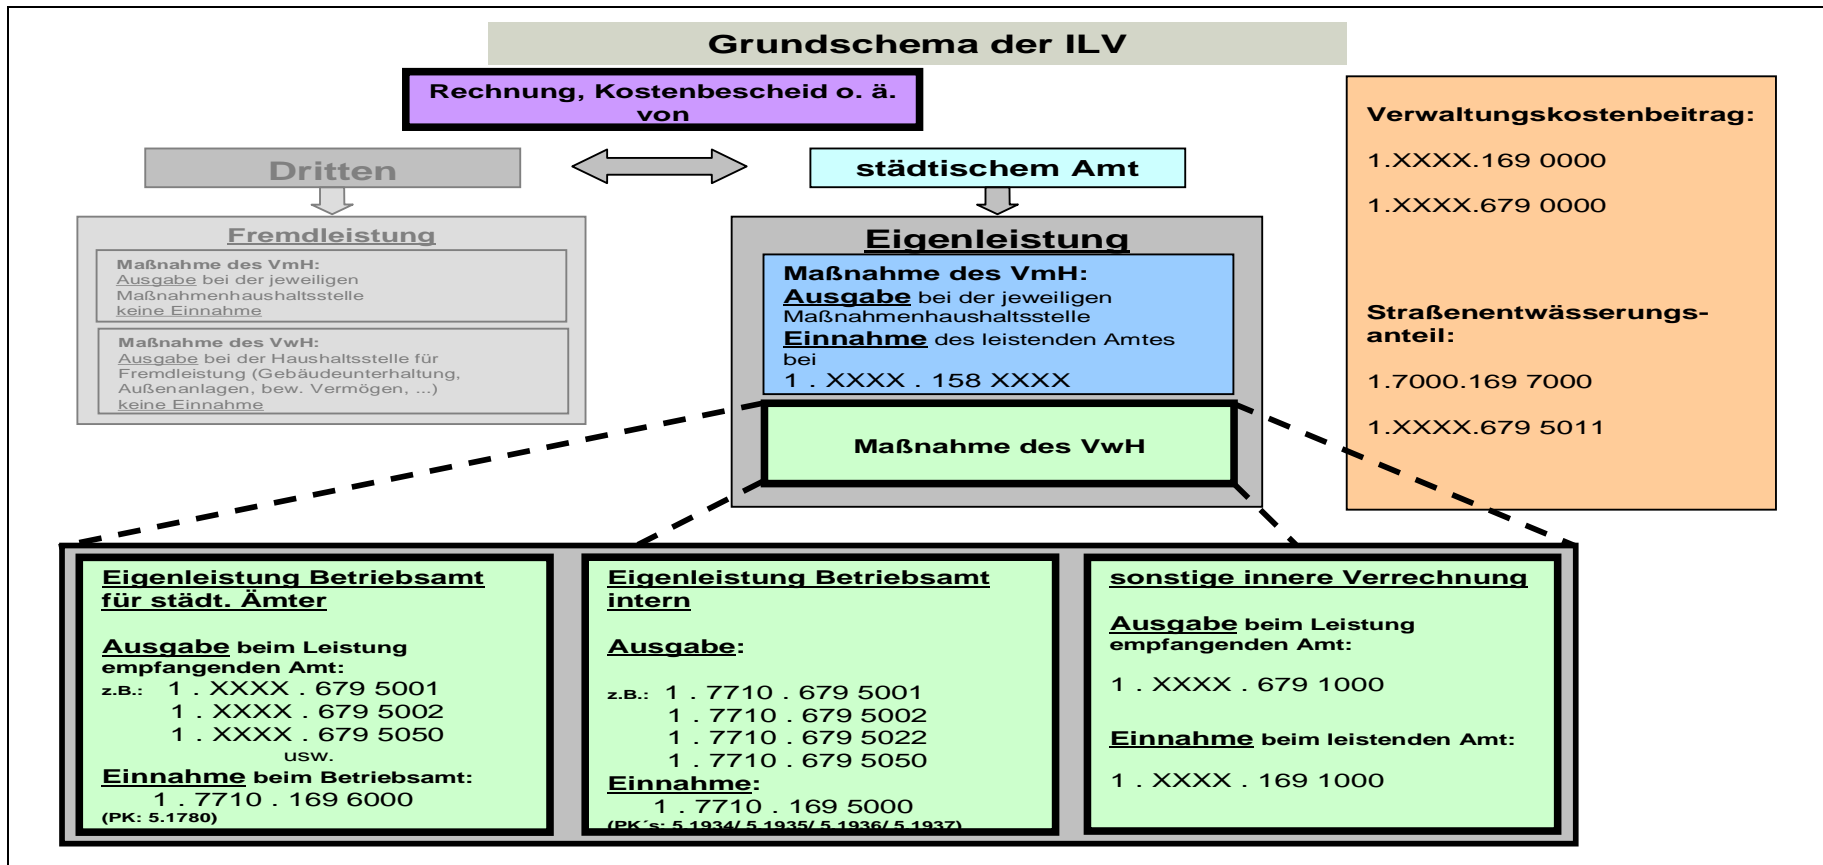 Grundschema der ILV
Rechnung, Kostenbescheid o. ä.
von
Dritten
städtischem Amt
Fremdleistung
Maßnahme des VmH:
Ausgabe bei der jeweiligen
Maßnahmenhaushaltsstelle
keine Einnahme
Maßnahme des VwH:
Ausgabe bei der Haushaltsstelle für
Fremdleistung (Gebäudeunterhaltung,
Außenanlagen, bew. Vermögen, ...)
keine Einnahme
Eigenleistung
Maßnahme des VmH:
Ausgabe bei der jeweiligen
Maßnahmenhaushaltsstelle
Einnahme des leistenden Amtes
bei
1 . XXXX . 158 XXXX
Maßnahme des VwH
Verwaltungskostenbeitrag:
1.XXXX.169 0000
1.XXXX.679 0000
Straßenentwässerungs-
anteil:
1.7000.169 7000
1.XXXX.679 5011
Eigenleistung Betriebsamt
für städt. Ämter
Ausgabe beim Leistung
empfangenden Amt:
z.B.: 1 . XXXX . 679 5001
1 . XXXX . 679 5002
1 . XXXX . 679 5050
usw.
Einnahme beim Betriebsamt:
1 . 7710 . 169 6000
(PK: 5.1780)
Eigenleistung Betriebsamt
intern
Ausgabe:
z.B.: 1 . 7710 . 679 5001
1 . 7710 . 679 5002
1 . 7710 . 679 5022
1 . 7710 . 679 5050
Einnahme:
1 . 7710 . 169 5000
(PK´s: 5.1934/ 5.1935/ 5.1936/ 5.1937)
sonstige innere Verrechnung
Ausgabe beim Leistung
empfangenden Amt:
1 . XXXX . 679 1000
Einnahme beim leistenden Amt:
1 . XXXX . 169 1000